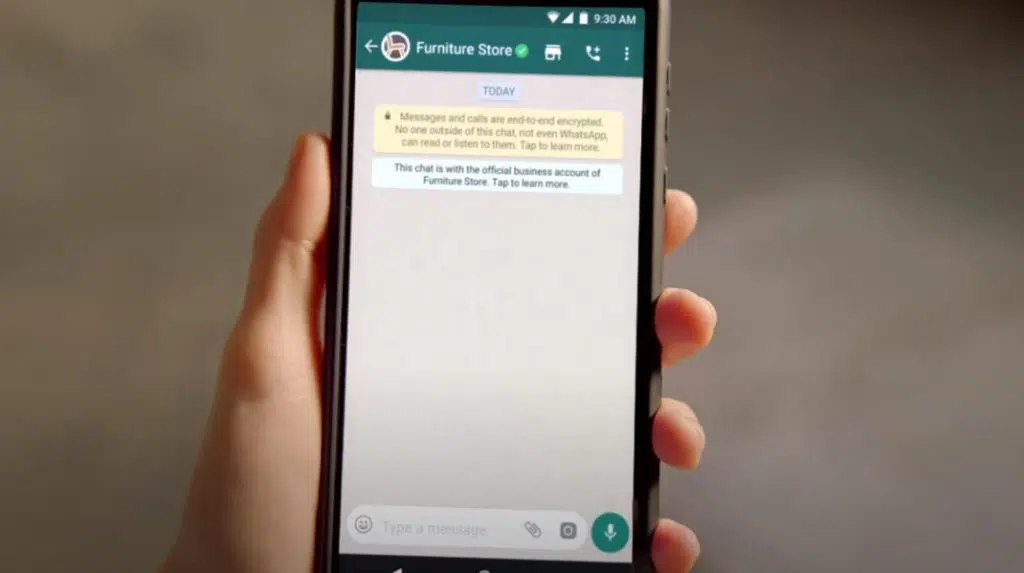 9:30 AM
Furniture Store
TODAY
Messages and calls are end-to-end encrypted.
No one outside of this chat, not even WhatsApp,
can read or listen to them. Tap to learn more.
This chat is with the official business account of
Furniture Store. Tap to learn more.
Type a message